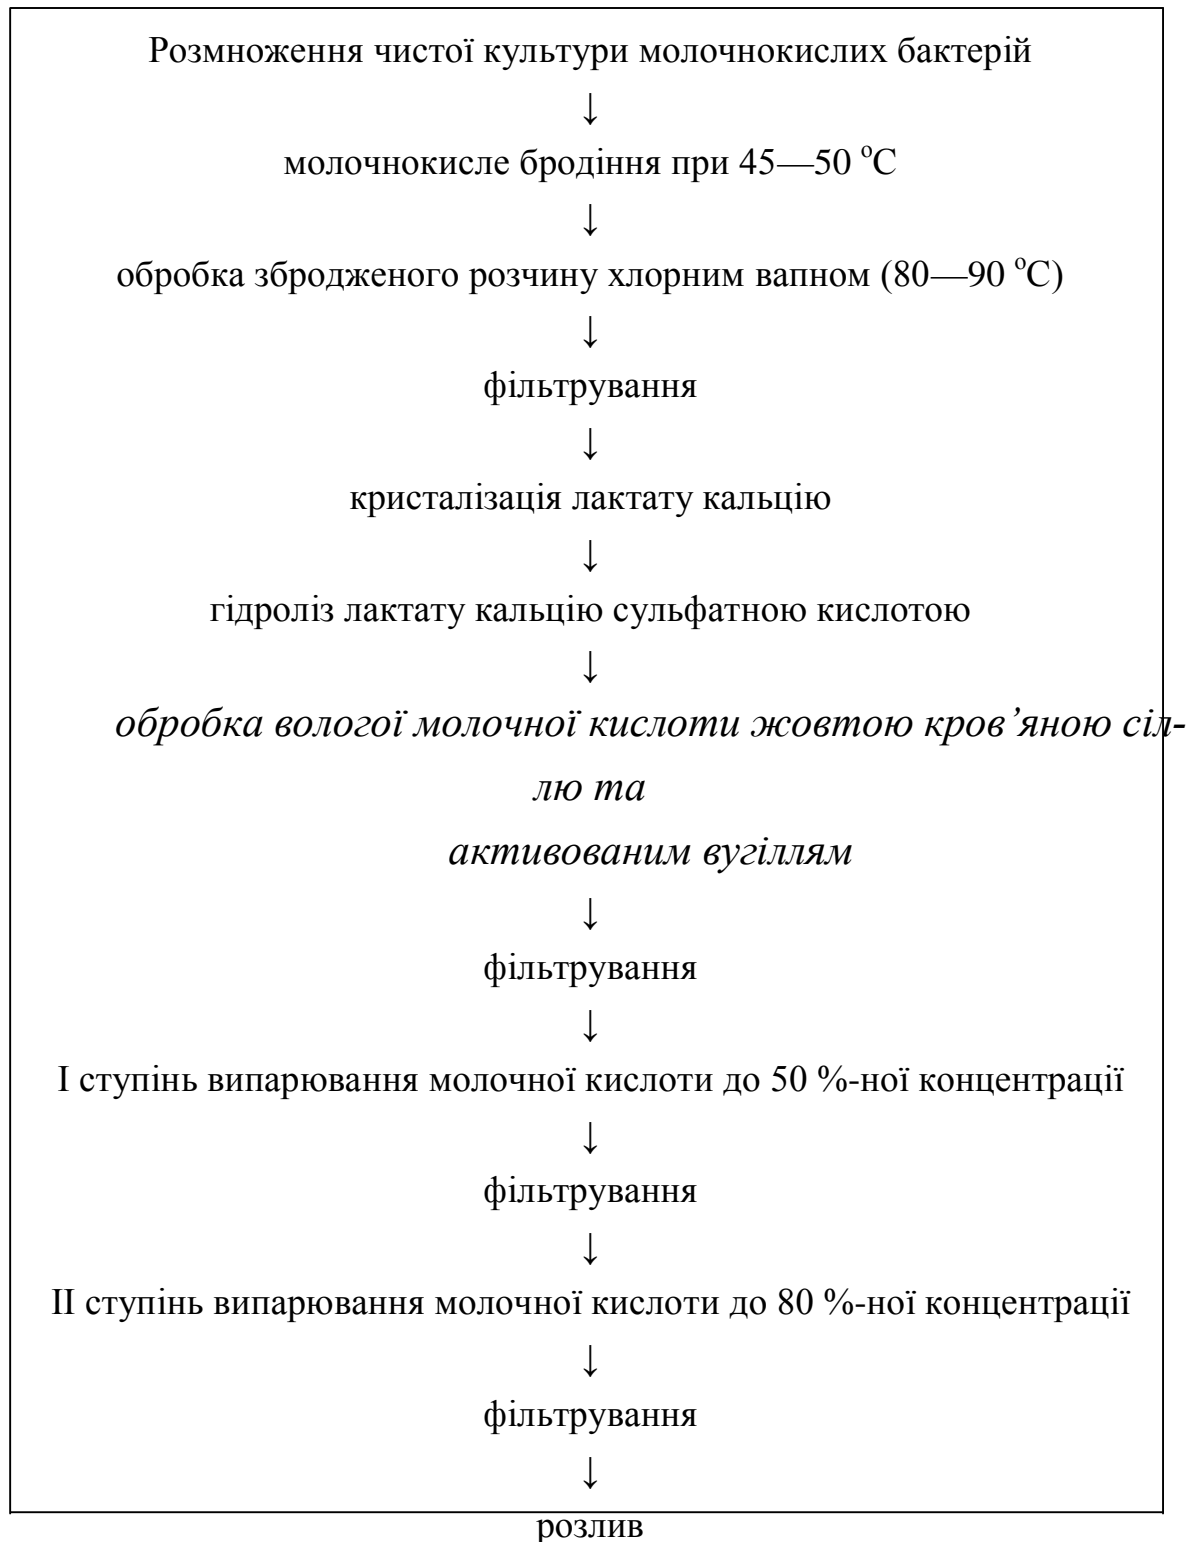 Розмноження чистої культури молочнокислих бактерій
↓
молочнокисле бродіння при 45—50 °С
↓
обробка збродженого розчину хлорним вапном (80—90 °С)
↓
фільтрування
↓
кристалізація лактату кальцію
↓
гідроліз лактату кальцію сульфатною кислотою
↓
обробка вологої молочної кислоти жовтою кров’яною сіл-
лю та
активованим вугіллям
↓
фільтрування
↓
І ступінь випарювання молочної кислоти до 50 %-ної концентрації
↓
фільтрування
↓
ІІ ступінь випарювання молочної кислоти до 80 %-ної концентрації
↓
фільтрування
↓
розлив